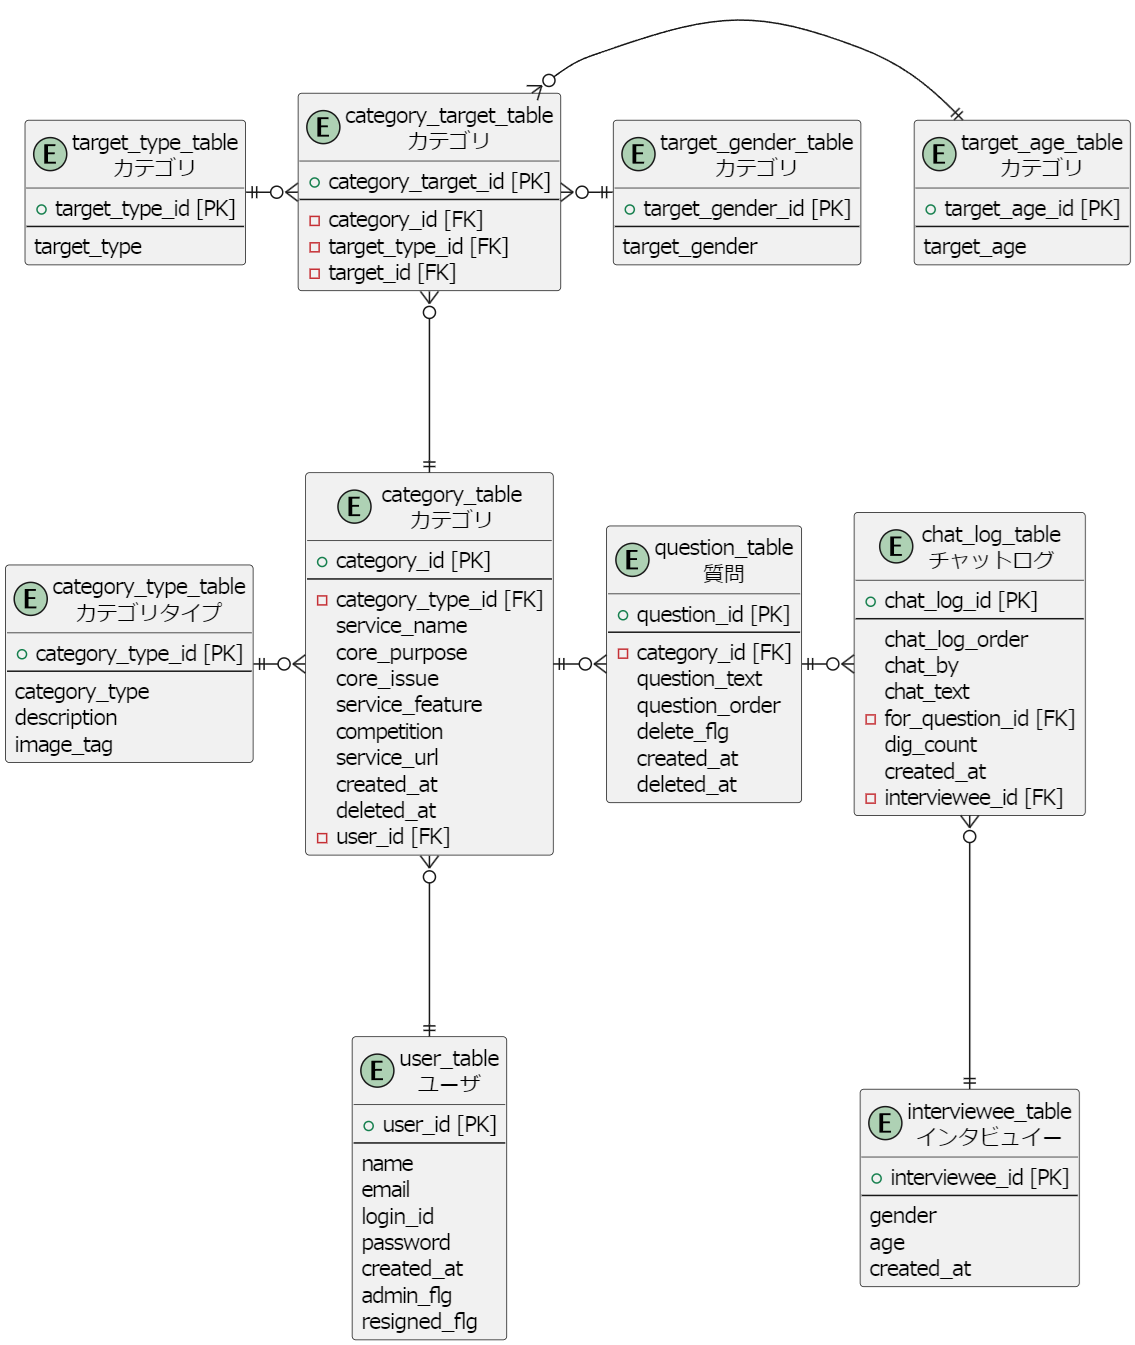 E
target_type_table
カテゴリ
target_type_id [PK]
target_type
E
category_target_table
カテゴリ
category_target_id [PK]
category_id [FK]
target_type_id [FK]
target_id [FK]
E
target_gender_table
カテゴリ
target_gender_id [PK]
target_gender
E
target_age_table
カテゴリ
target_age_id [PK]
target_age
E
category_type_table
カテゴリタイプ
category_type_id [PK]
category_type
description
image_tag
E
category_table
カテゴリ
category_id [PK]
category_type_id [FK]
service_name
core_purpose
core_issue
service_feature
competition
service_url
created_at
deleted_at
user_id [FK]
E
question_table
質問
question_id [PK]
category_id [FK]
question_text
question_order
delete_flg
created_at
deleted_at
E
chat_log_table
チャットログ
chat_log_id [PK]
chat_log_order
chat_by
chat_text
for_question_id [FK]
dig_count
created_at
interviewee_id [FK]
E
user_table
ユーザ
user_id [PK]
name
email
login_id
password
created_at
admin_flg
resigned_flg
E
interviewee_table
インタビュイー
interviewee_id [PK]
gender
age
created_at